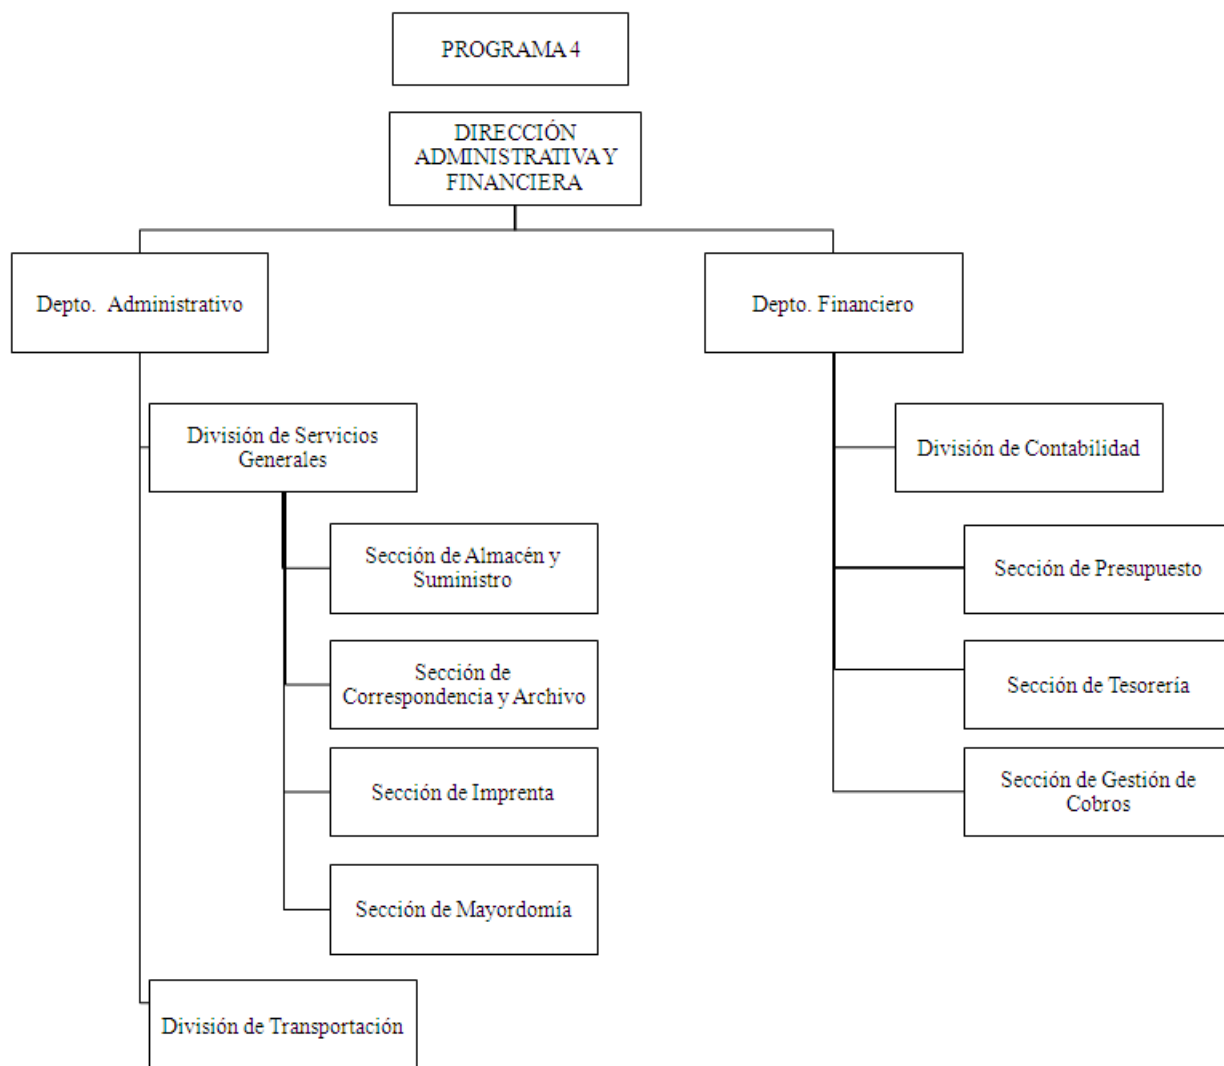 PROGRAMA 4
DIRECCIÓN
ADMINISTRATIVA Y
FINANCIERA
Depto. Administrativo
Depto. Financiero
División de Servicios
Generales
División de Contabilidad
Sección de Almacén y
Suministro
Sección de Presupuesto
Sección de
Correspondencia y Archivo
Sección de Tesorería
Sección de Imprenta
Sección de Gestión de
Cobros
Sección de Mayordomía
División de Transportación